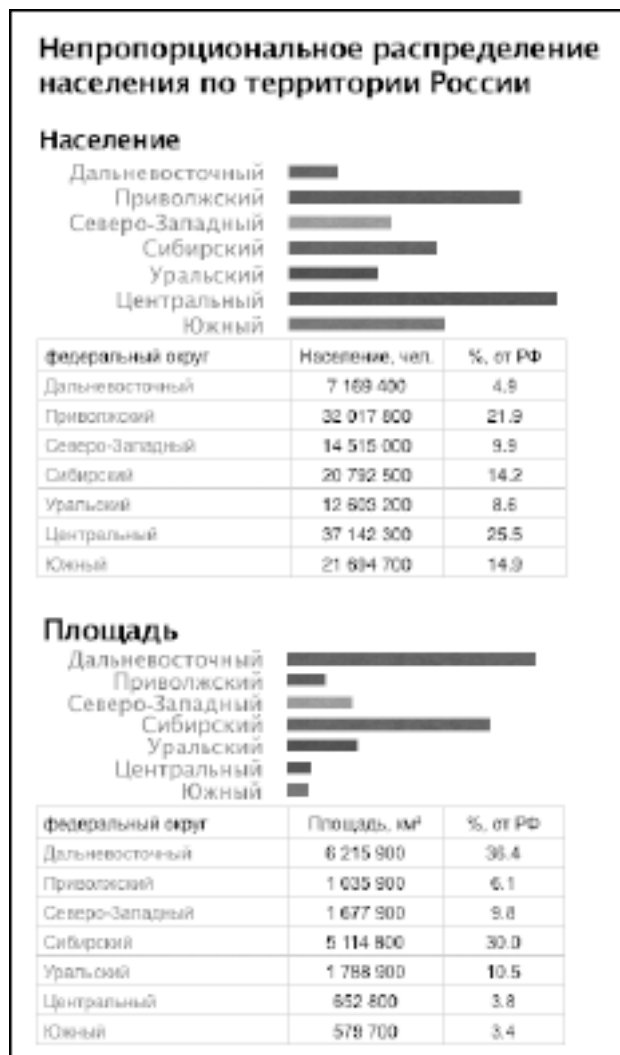 Непропорциональное распределение
населения по территории России
Население
Дальневосточный
Приволжский
Северо-Западный
Сибирский
Уральский
Центральный
Южный
федеральный округ Население, чел. %, от РФ
Дальневосточный 7 169 400 4.9
Приволжский 32 017 800 21.9
Северо-Западный 14 515 000 9.9
Сибирский 20 792 500 14.2
Уральский 12 603 200 8.6
Центральный 37 142 300 25.5
Южный 21 694 700 14.9
Площадь
Дальневосточный
Приволжский
Северо-Западный
Сибирский
Уральский
Центральный
Южный
федеральный округ Площадь, км² %, от РФ
Дальневосточный 6 215 900 36.4
Приволжский 1 035 900 6.1
Северо-Западный 1 677 900 9.8
Сибирский 5 114 800 30.0
Уральский 1 788 900 10.5
Центральный 652 800 3.8
Южный 579 700 3.4